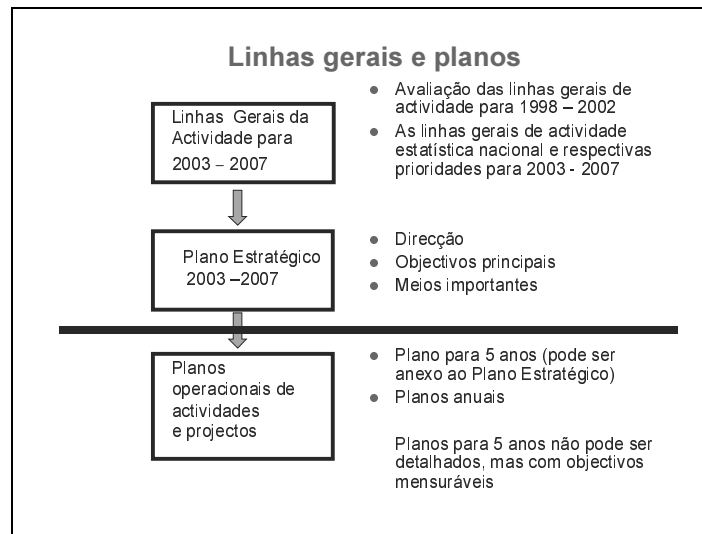 Linhas gerais e planos
Linhas Gerais da
Actividade para
2003 – 2007
● Avaliação das linhas gerais de
actividade para 1998 – 2002
● As linhas gerais de actividade
estatística nacional e respectivas
prioridades para 2003 - 2007
Plano Estratégico
2003 –2007
● Direcção
● Objectivos principais
● Meios importantes
Planos
operacionais de
actividades
e projectos
● Plano para 5 anos (pode ser
anexo ao Plano Estratégico)
● Planos anuais
Planos para 5 anos não pode ser
detalhados, mas com objectivos
mensuráveis